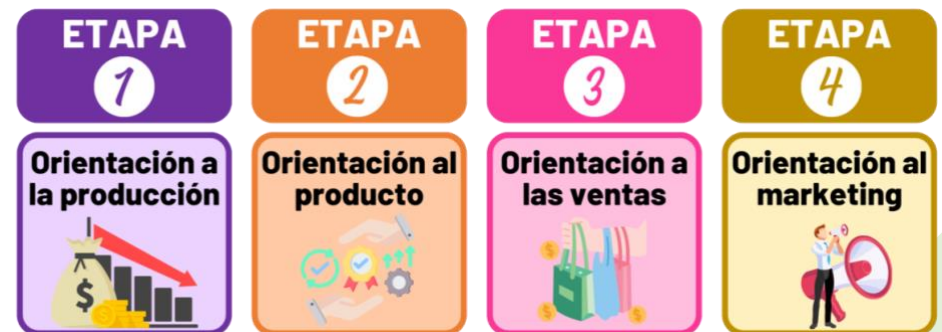 ETAPA
1
ETAPA
2
ETAPA
3
ETAPA
4
Orientación a
la producción
$
Orientación al
producto
Orientación a
las ventas
$
$
$
Orientación al
marketing